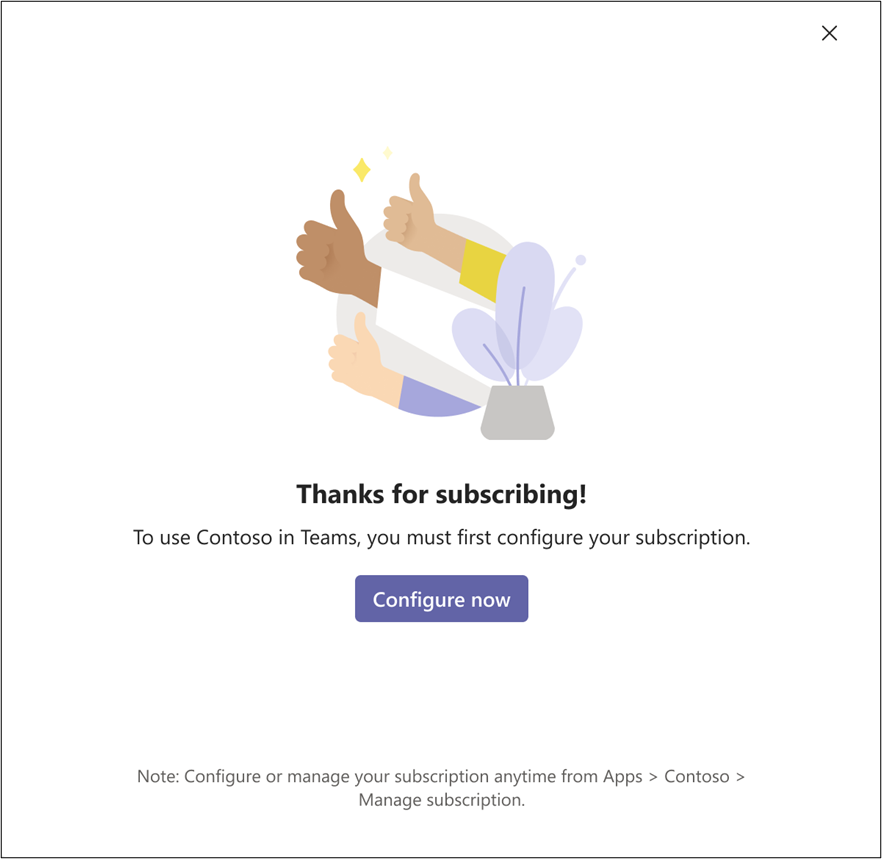 Thanks for subscribing!
To use Contoso in Teams, you must first configure your subscription.
Configure now
Note: Configure or manage your subscription anytime from Apps > Contoso >
Manage subscription.